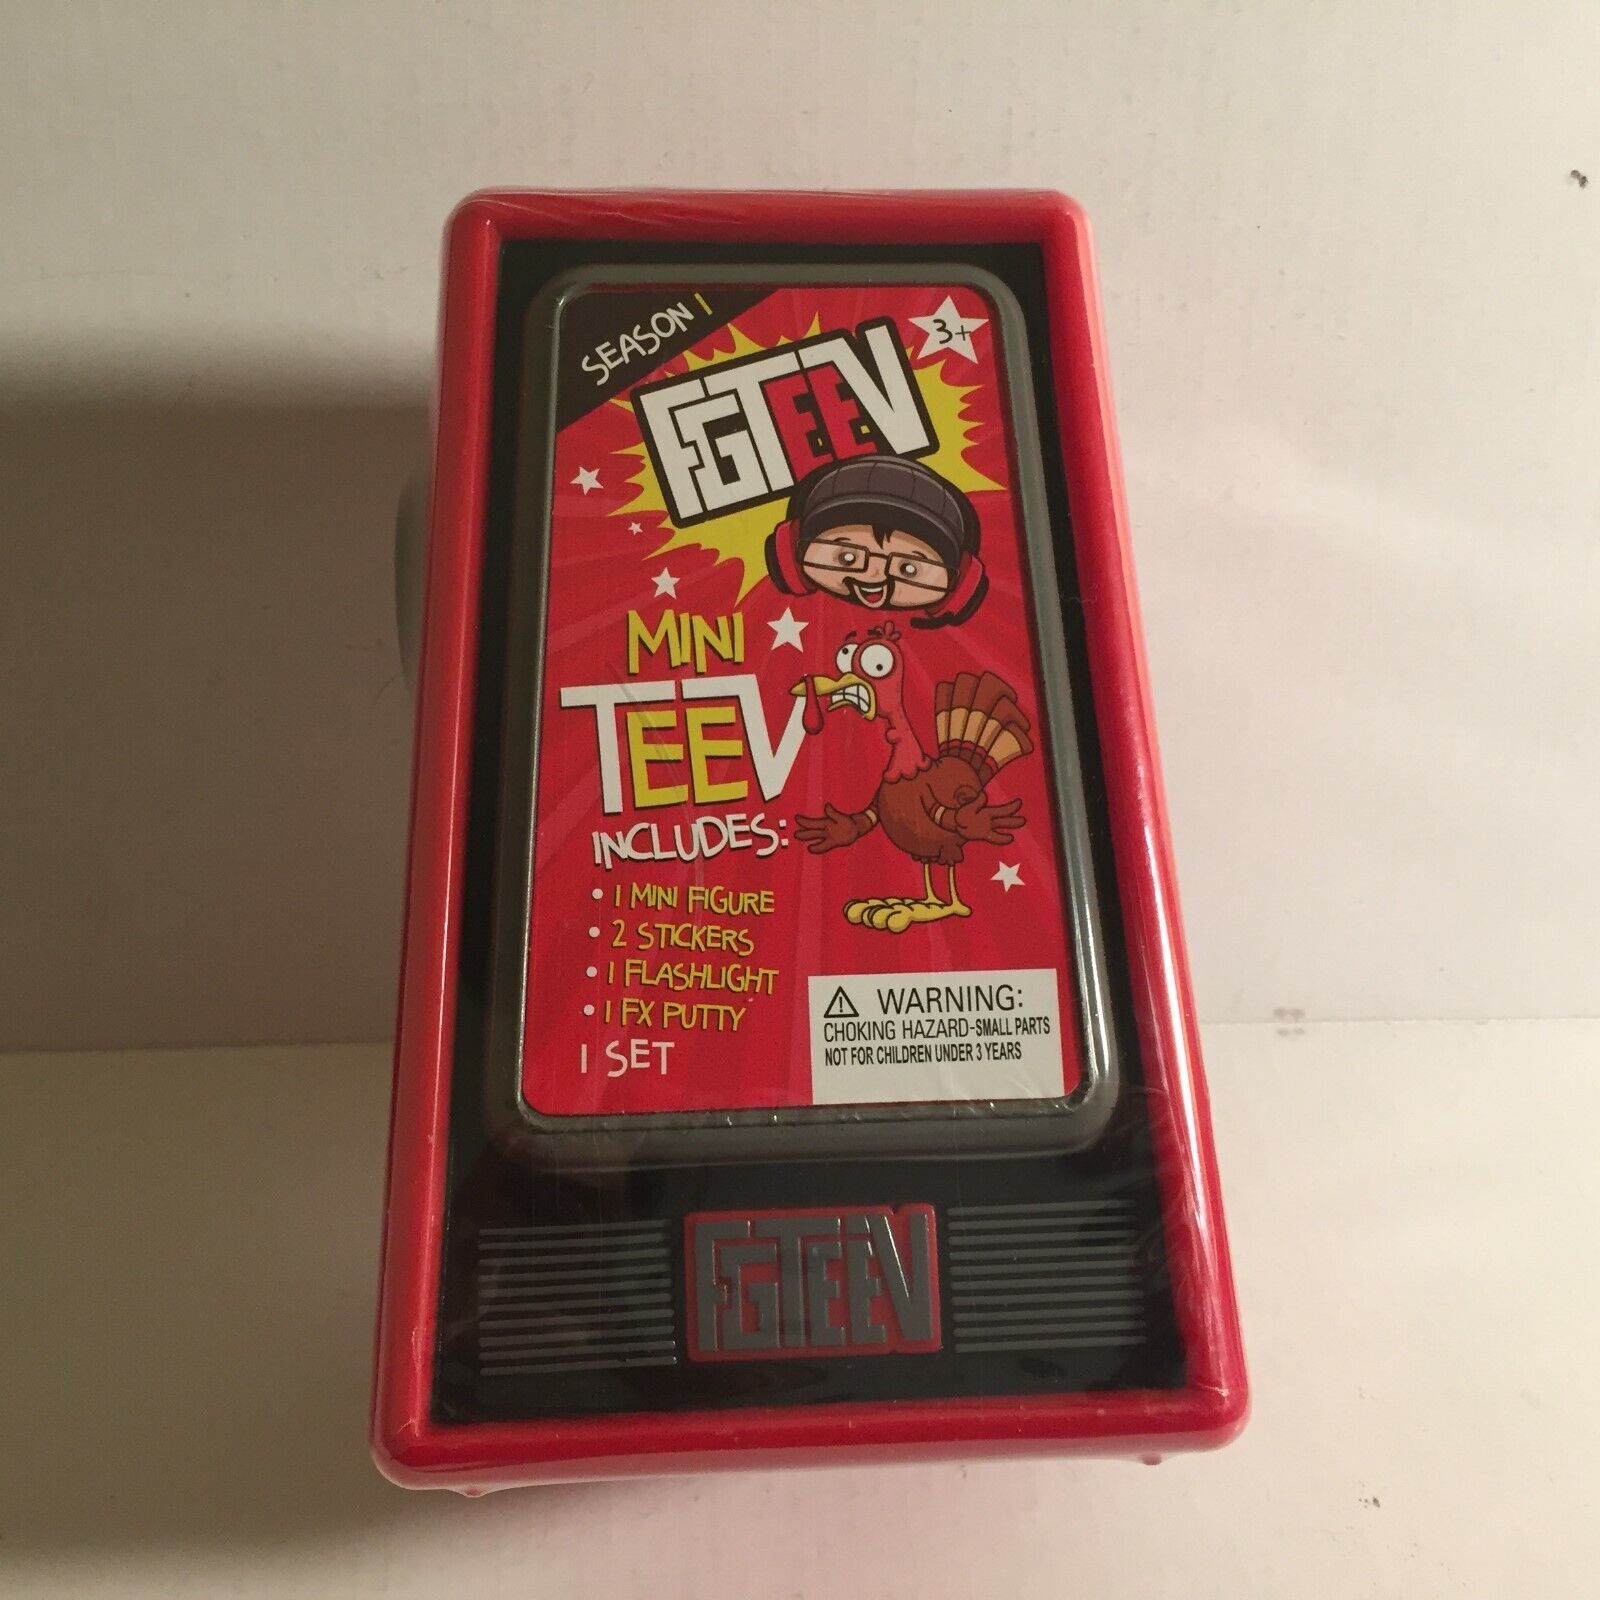 SEASON 1
3+
FGTEEV
MINI
TEEV
INCLUDES:
• 1 MINI FIGURE
• 2 STICKERS
• 1 FLASHLIGHT
• 1 FX PUTTY
1 SET
⚠ WARNING:
CHOKING HAZARD-SMALL PARTS
NOT FOR CHILDREN UNDER 3 YEARS
FGTEEV